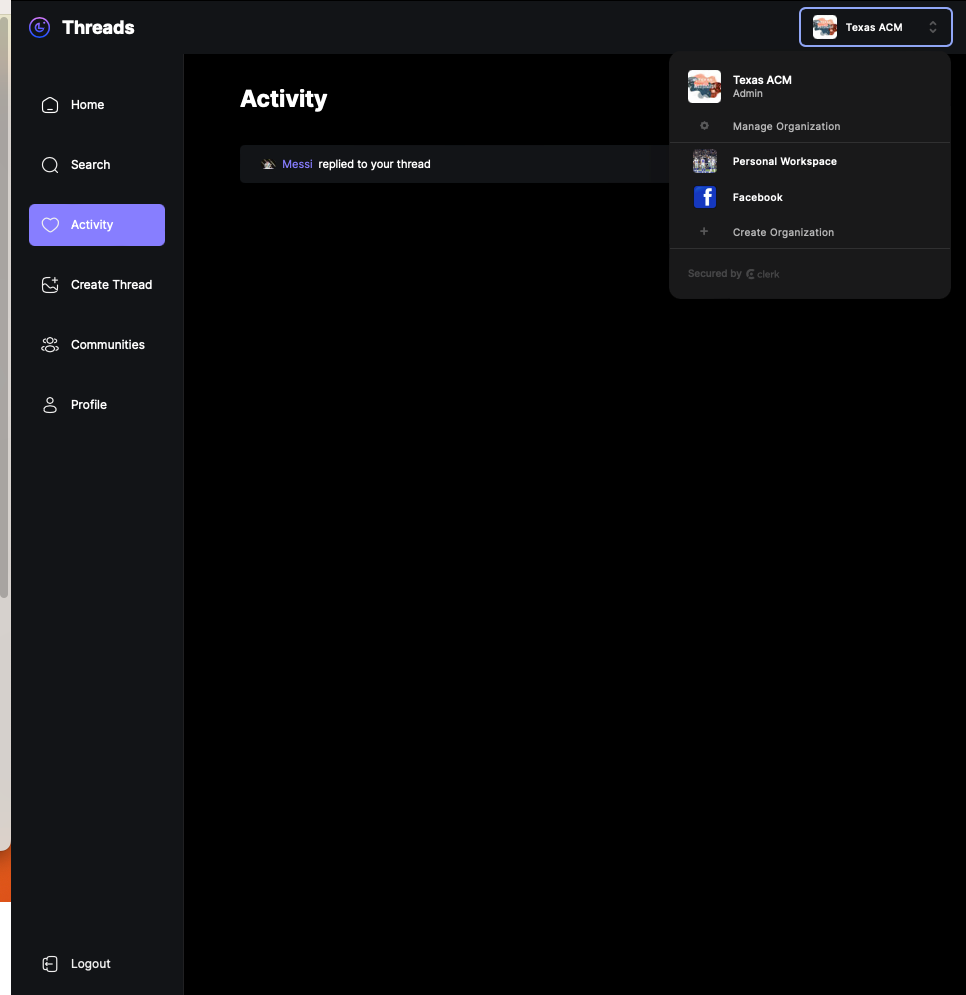 Threads
Texas ACM
Home
Search
Activity
Create Thread
Communities
Profile
Logout
Activity
Messi replied to your thread
Texas ACM
Admin
Manage Organization
Personal Workspace
f
Facebook
Create Organization
Secured by clerk